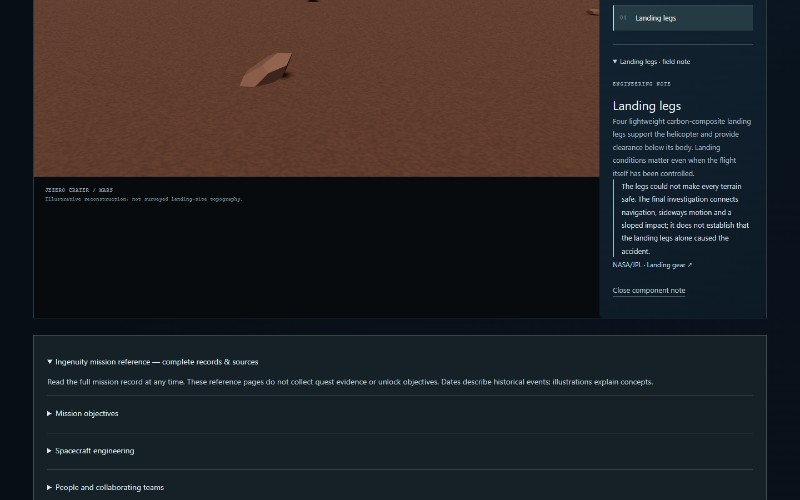 04 Landing legs
▼ Landing legs · field note
ENGINEERING NOTE
Landing legs
Four lightweight carbon-composite landing
legs support the helicopter and provide
clearance below its body. Landing
conditions matter even when the flight
itself has been controlled.
The legs could not make every terrain
safe. The final investigation connects
navigation, sideways motion and a
sloped impact; it does not establish that
the landing legs alone caused the
accident.
NASA/JPL · Landing gear ↗
Close component note
JEZERO CRATER / MARS
Illustrative reconstruction, not surveyed landing-site topography.
▼ Ingenuity mission reference — complete records & sources
Read the full mission record at any time. These reference pages do not collect quest evidence or unlock objectives. Dates describe historical events; illustrations explain concepts.
▶ Mission objectives
▶ Spacecraft engineering
▶ People and collaborating teams